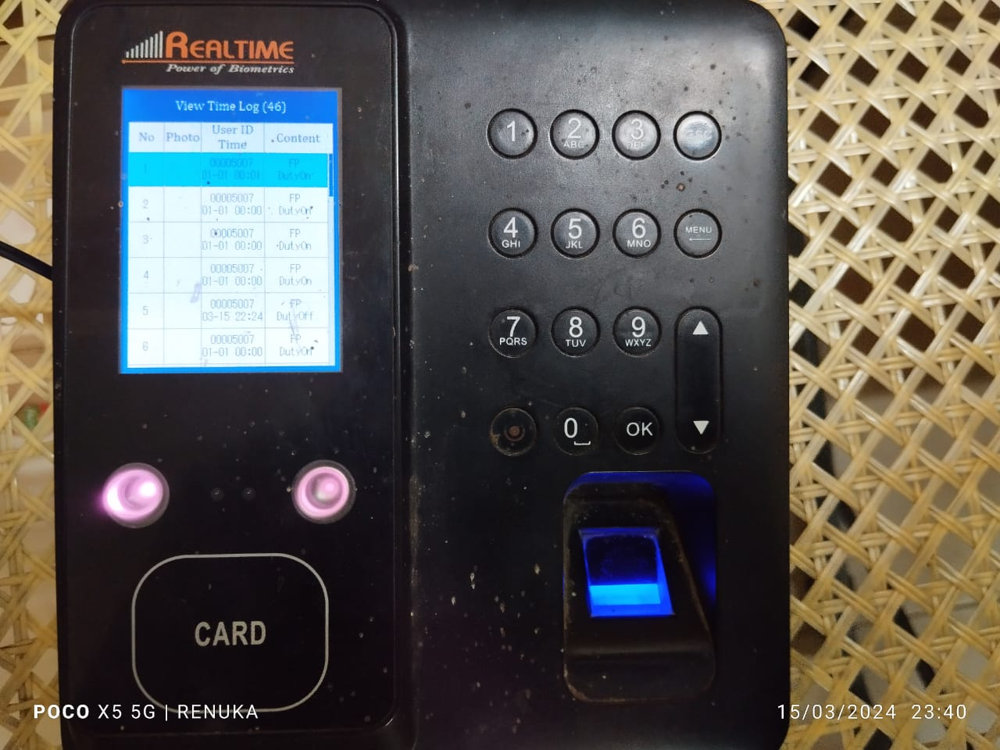 REALTIME
Power of Biometrics
View Time Log (46)
No Photo User ID Time Content
1 00005007 FP
01-01 00:01 DutyOn
2 00005007 FP
01-01 00:00 DutyOn
3 00005007 FP
01-01 00:00 DutyOn
4 00005007 FP
01-01 00:00 DutyOn
5 00005007 FP
03-15 22:24 DutyOff
6 00005007 FP
01-01 00:00 DutyOn
1 2 ABC 3 DEF ESC
4 GHI 5 JKL 6 MNO MENU
7 PQRS 8 TUV 9 WXYZ
0 OK
CARD
POCO X5 5G | RENUKA
15/03/2024 23:40